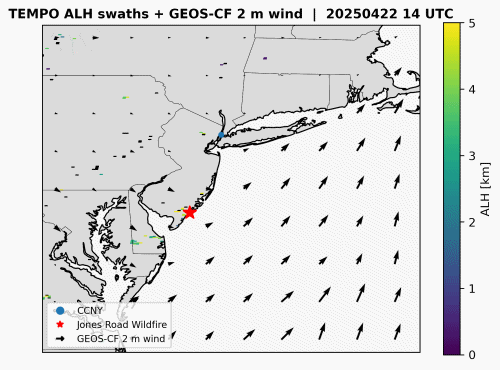 TEMPO ALH swaths + GEOS-CF 2 m wind | 20250422 14 UTC
5
4
3
2
1
0
ALH [km]
CCNY
Jones Road Wildfire
GEOS-CF 2 m wind